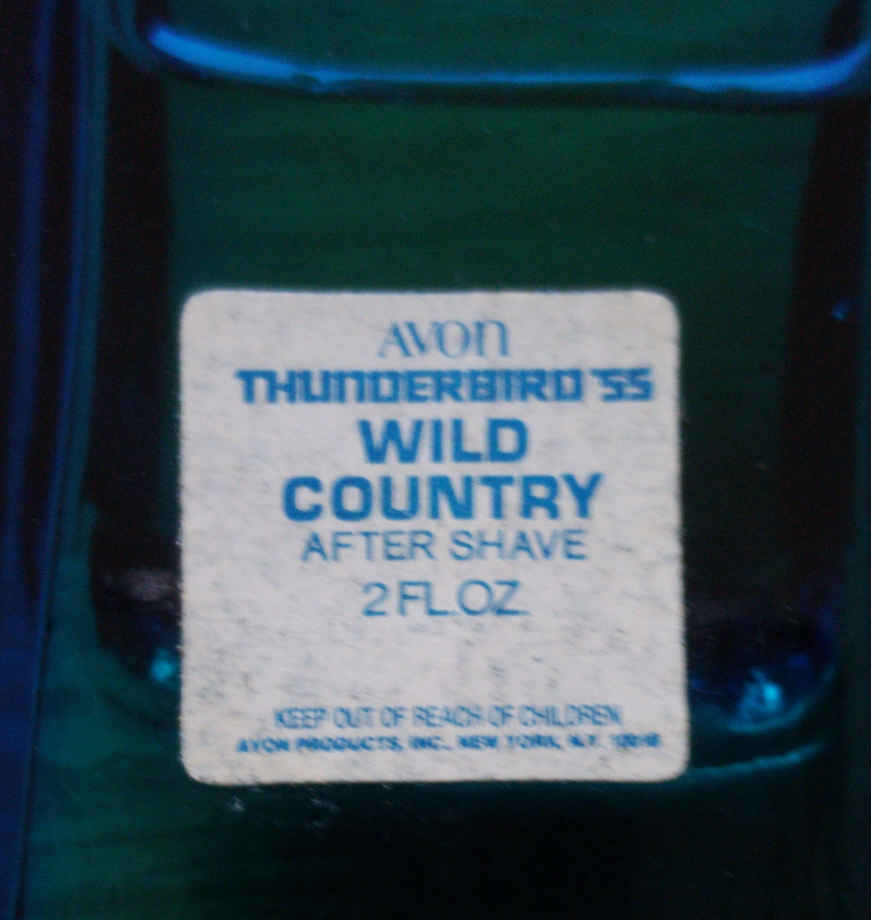 AVON
THUNDERBIRD '55
WILD
COUNTRY
AFTER SHAVE
2 FL OZ
KEEP OUT OF REACH OF CHILDREN
AVON PRODUCTS, INC., NEW YORK, N.Y.